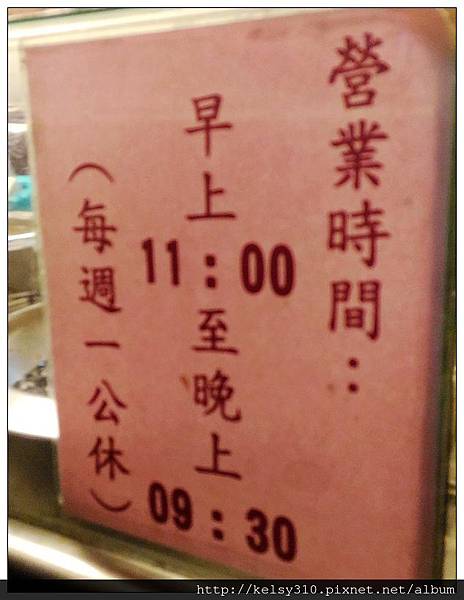 營業時間：
早上
11：00
至晚上
09：30
（每週一公休）
http://kelsy310.pixnet.net/album